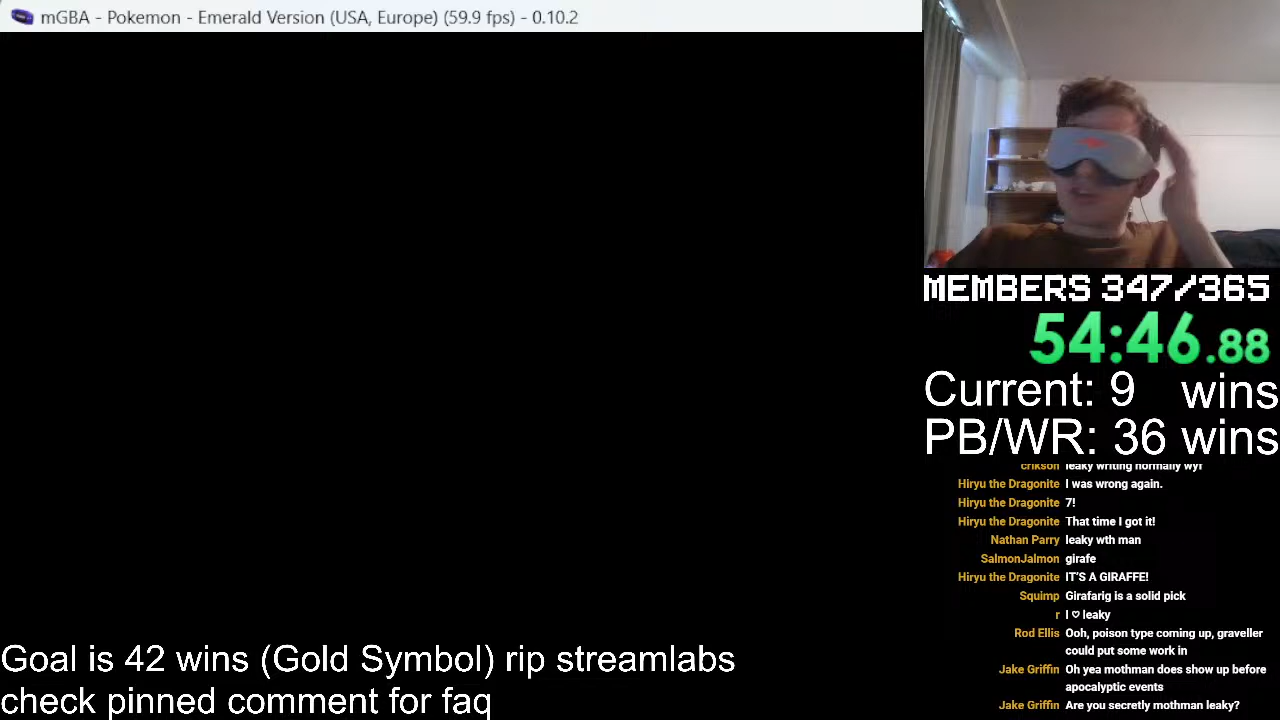 mGBA - Pokemon - Emerald Version (USA, Europe) (59.9 fps) - 0.10.2
MEMBERS 347/365
54:46.88
Current: 9 wins
PB/WR: 36 wins
crikson leaky writing normally wyf
Hiryu the Dragonite I was wrong again.
Hiryu the Dragonite 7!
Hiryu the Dragonite That time I got it!
Nathan Parry leaky wth man
SalmonJalmon girafe
Hiryu the Dragonite IT'S A GIRAFFE!
Squimp Girafarig is a solid pick
r I ♡ leaky
Rod Ellis Ooh, poison type coming up, graveller
could put some work in
Jake Griffin Oh yea mothman does show up before
apocalyptic events
Jake Griffin Are you secretly mothman leaky?
Goal is 42 wins (Gold Symbol) rip streamlabs
check pinned comment for faq